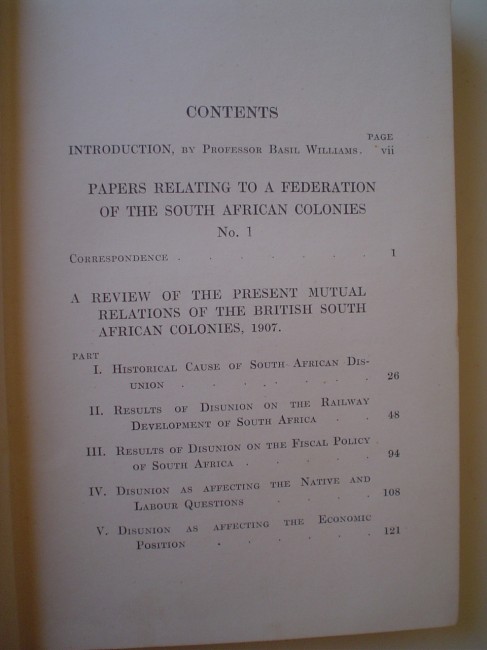 CONTENTS
PAGE
INTRODUCTION, BY PROFESSOR BASIL WILLIAMS. vii
PAPERS RELATING TO A FEDERATION
OF THE SOUTH AFRICAN COLONIES
No. 1
CORRESPONDENCE . . . . . . . 1
A REVIEW OF THE PRESENT MUTUAL
RELATIONS OF THE BRITISH SOUTH
AFRICAN COLONIES, 1907.
PART
I. HISTORICAL CAUSE OF SOUTH AFRICAN DIS-
UNION . . . . . . . 26
II. RESULTS OF DISUNION ON THE RAILWAY
DEVELOPMENT OF SOUTH AFRICA . . 48
III. RESULTS OF DISUNION ON THE FISCAL POLICY
OF SOUTH AFRICA . . . . . 94
IV. DISUNION AS AFFECTING THE NATIVE AND
LABOUR QUESTIONS . . . . 108
V. DISUNION AS AFFECTING THE ECONOMIC
POSITION . . . . . . 121